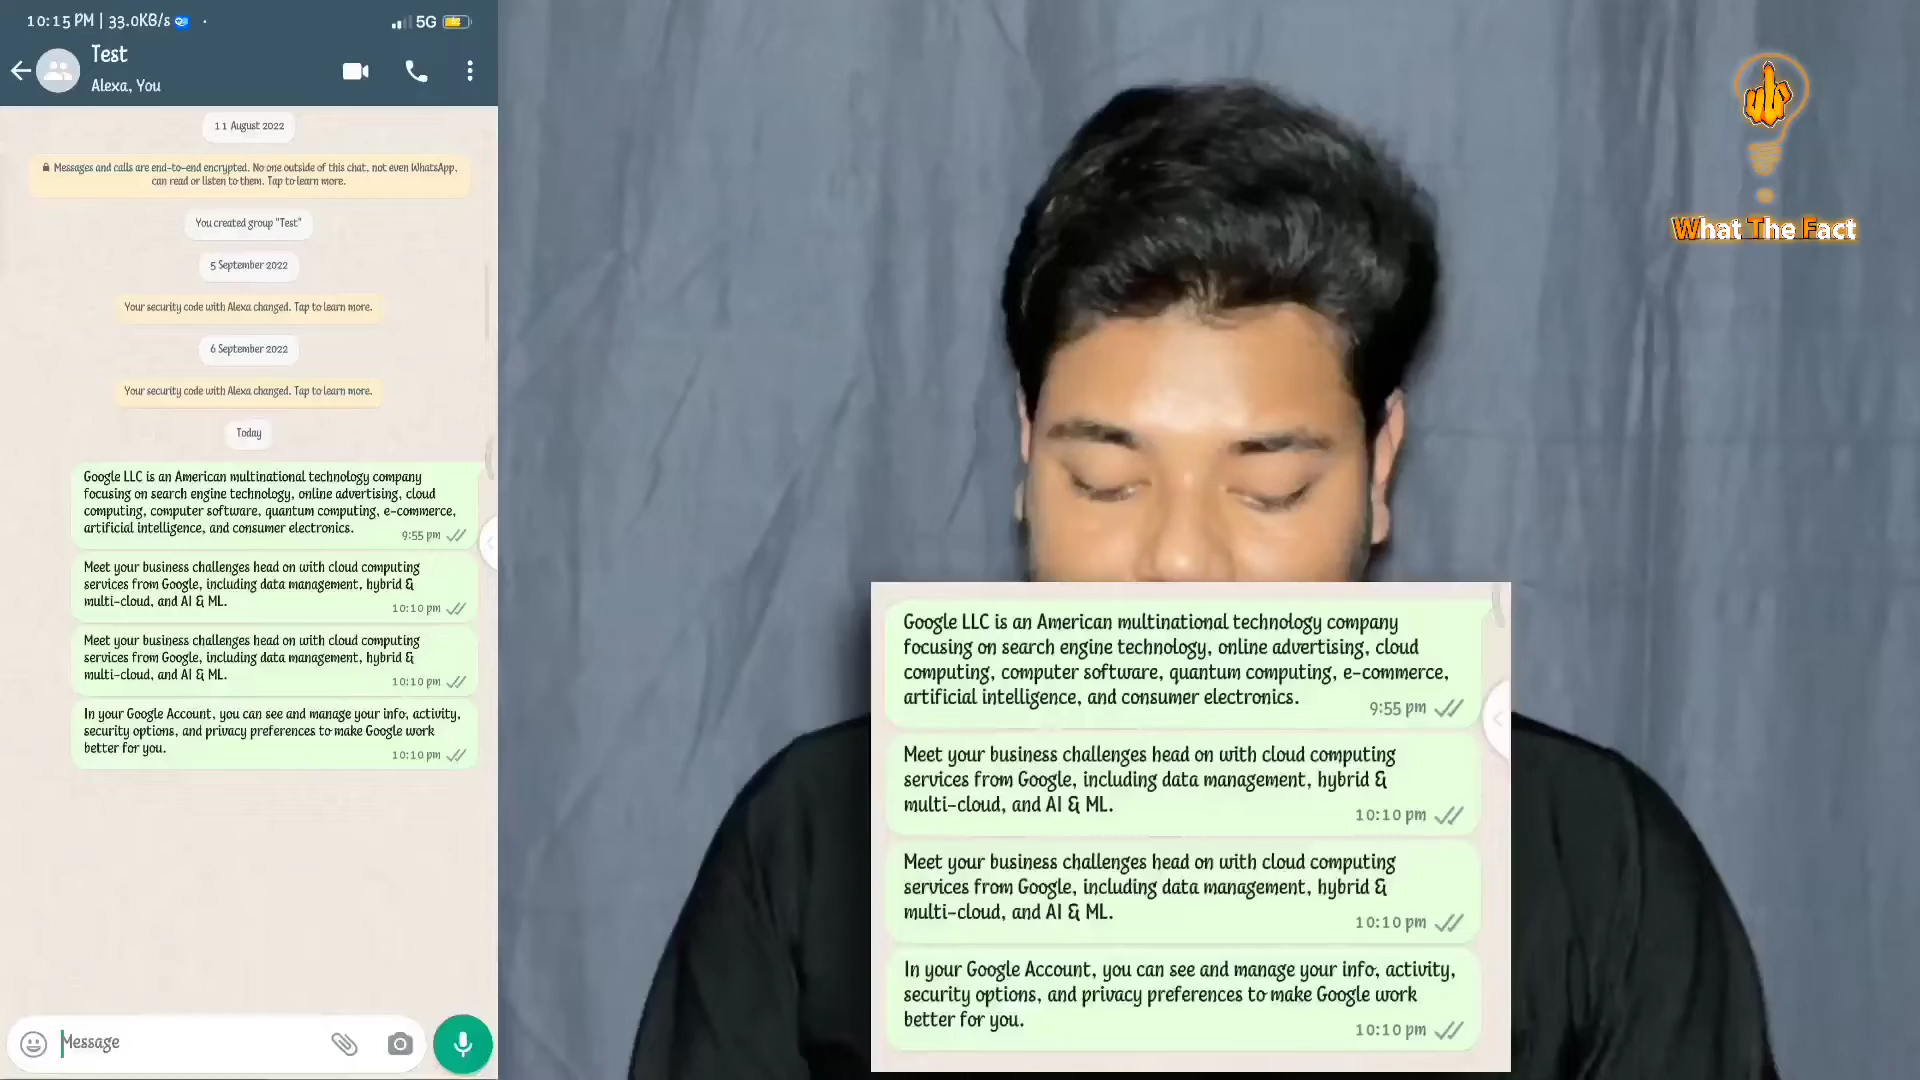 10:15 PM | 33.0KB/s
5G
Test
Alexa, You
11 August 2022
Messages and calls are end-to-end encrypted. No one outside of this chat, not even WhatsApp,
can read or listen to them. Tap to learn more.
You created group "Test"
5 September 2022
Your security code with Alexa changed. Tap to learn more.
6 September 2022
Your security code with Alexa changed. Tap to learn more.
Today
Google LLC is an American multinational technology company
focusing on search engine technology, online advertising, cloud
computing, computer software, quantum computing, e-commerce,
artificial intelligence, and consumer electronics.
9:55 pm
Meet your business challenges head on with cloud computing
services from Google, including data management, hybrid &
multi-cloud, and AI & ML.
10:10 pm
Meet your business challenges head on with cloud computing
services from Google, including data management, hybrid &
multi-cloud, and AI & ML.
10:10 pm
In your Google Account, you can see and manage your info, activity,
security options, and privacy preferences to make Google work
better for you.
10:10 pm
Message
What The Fact
Google LLC is an American multinational technology company
focusing on search engine technology, online advertising, cloud
computing, computer software, quantum computing, e-commerce,
artificial intelligence, and consumer electronics.
9:55 pm
Meet your business challenges head on with cloud computing
services from Google, including data management, hybrid &
multi-cloud, and AI & ML.
10:10 pm
Meet your business challenges head on with cloud computing
services from Google, including data management, hybrid &
multi-cloud, and AI & ML.
10:10 pm
In your Google Account, you can see and manage your info, activity,
security options, and privacy preferences to make Google work
better for you.
10:10 pm